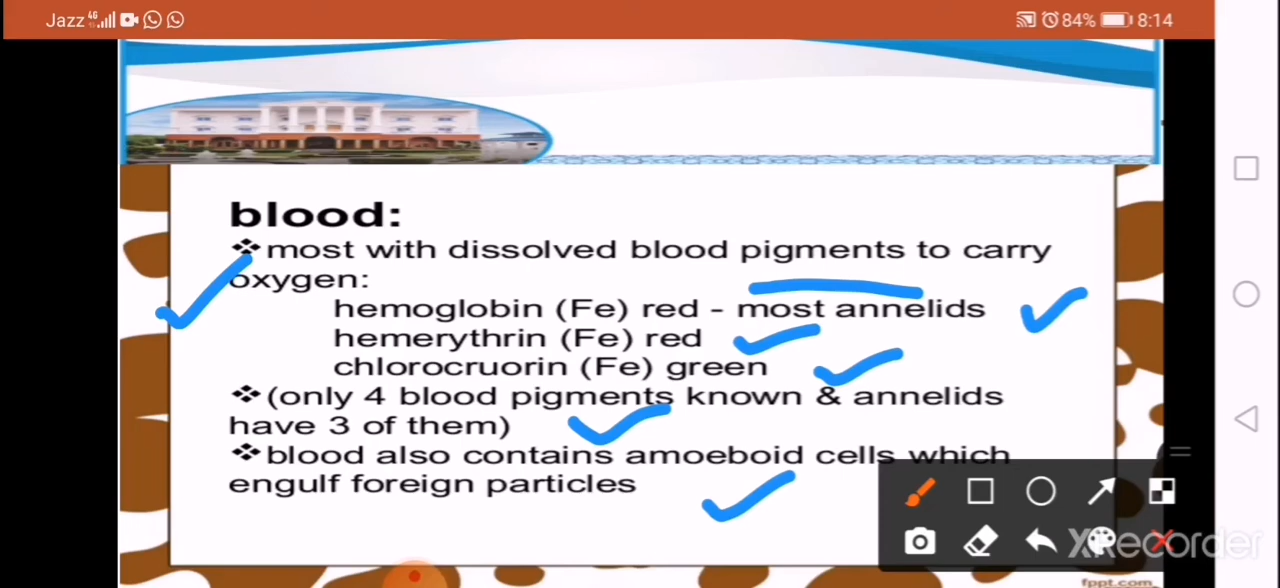 Jazz 4G 84% 8:14
blood:
❖most with dissolved blood pigments to carry
oxygen:
hemoglobin (Fe) red - most annelids
hemerythrin (Fe) red
chlorocruorin (Fe) green
❖(only 4 blood pigments known & annelids
have 3 of them)
❖blood also contains amoeboid cells which
engulf foreign particles
XRecorder
fppt.com